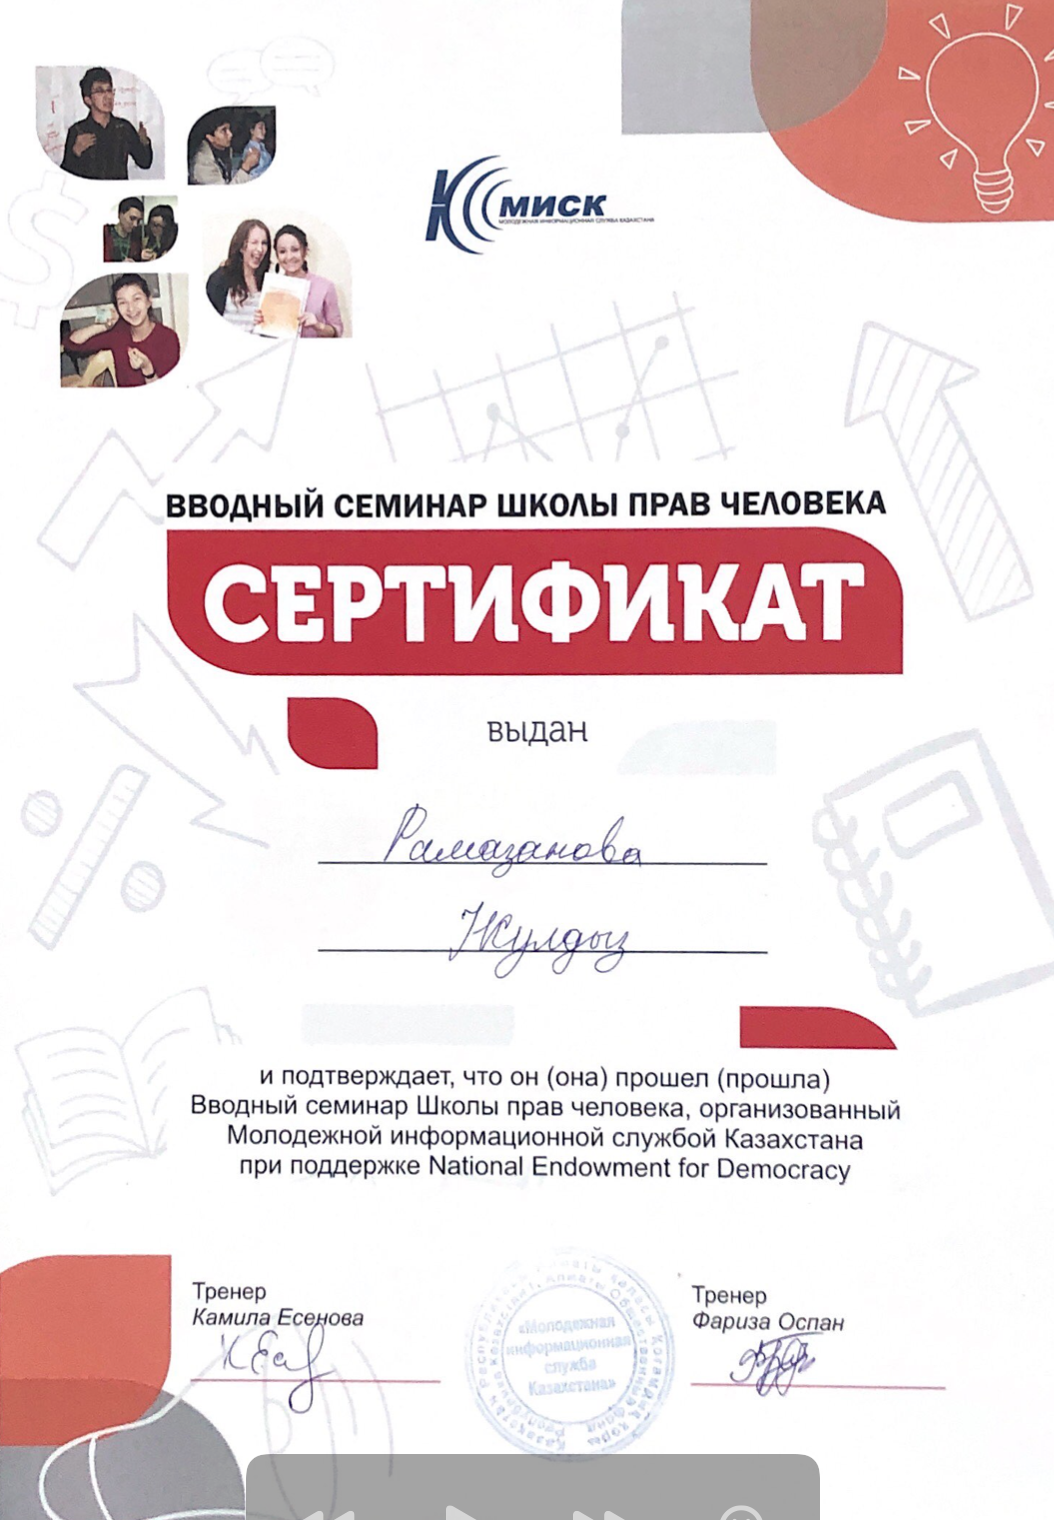 МИСК
МОЛОДЕЖНАЯ ИНФОРМАЦИОННАЯ СЛУЖБА КАЗАХСТАНА
ВВОДНЫЙ СЕМИНАР ШКОЛЫ ПРАВ ЧЕЛОВЕКА
СЕРТИФИКАТ
выдан
Рамазанова
Жулдыз
и подтверждает, что он (она) прошел (прошла)
Вводный семинар Школы прав человека, организованный
Молодежной информационной службой Казахстана
при поддержке National Endowment for Democracy
Тренер
Камила Есенова
Тренер
Фариза Оспан
«Молодежная
информационная
служба
Казахстана»